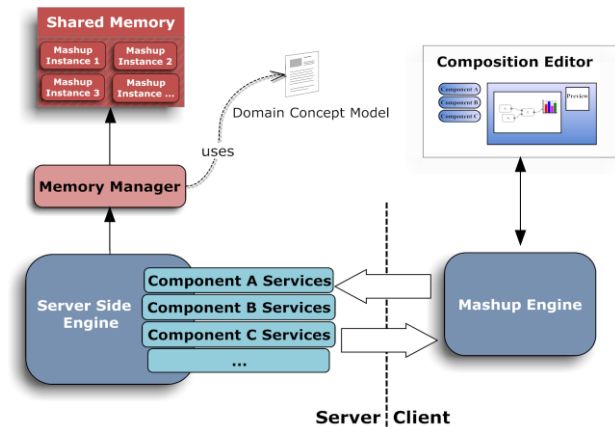 Shared Memory
Mashup
Instance 1
Mashup
Instance 2
Mashup
Instance 3
Mashup
Instance ...
Domain Concept Model
uses
Memory Manager
Composition Editor
Component A
Component B
Component C
Preview
Server Side
Engine
Component A Services
Component B Services
Component C Services
...
Mashup Engine
Server
Client